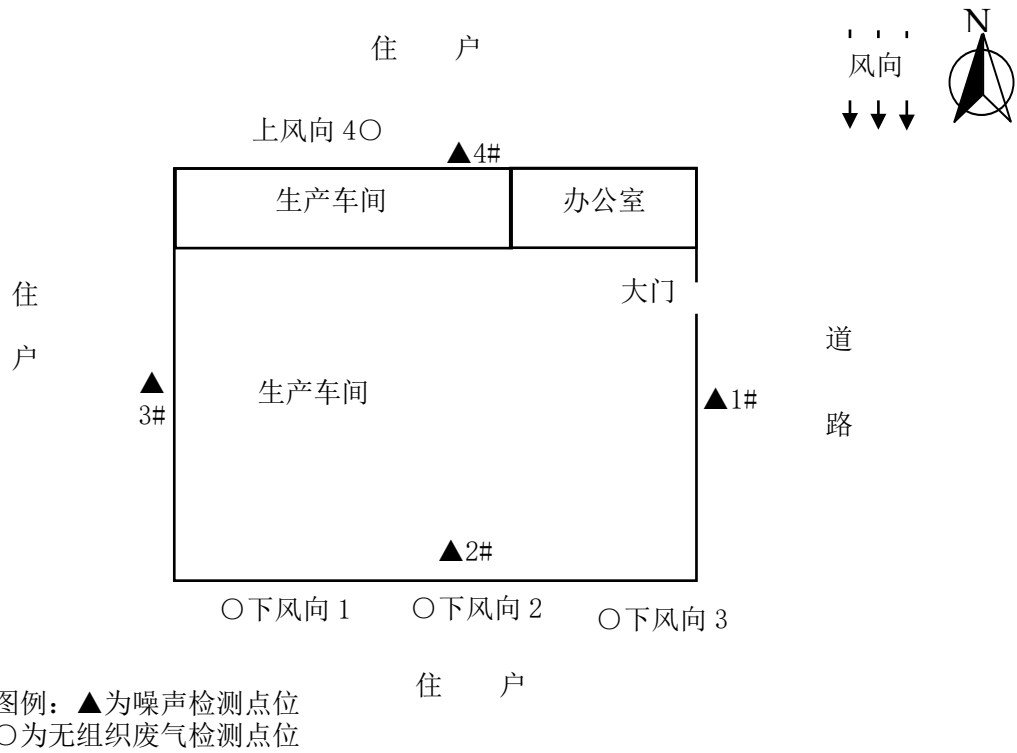 N
住 户
风向
上风向 4○
▲4#
生产车间
办公室
住
户
大门
道
路
生产车间
▲
3#
▲1#
▲2#
○下风向 1
○下风向 2
○下风向 3
住 户
图例：▲为噪声检测点位
○为无组织废气检测点位